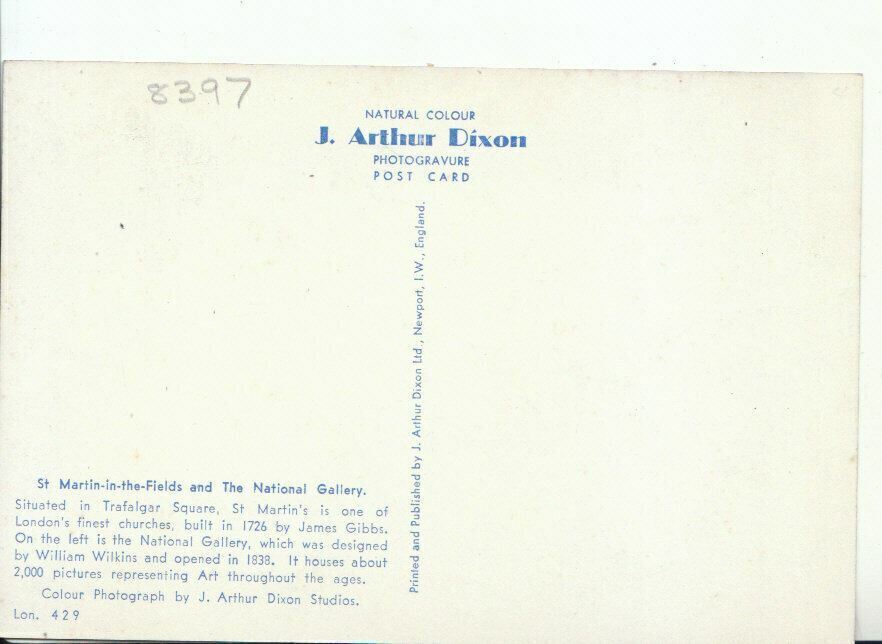 8397
NATURAL COLOUR
J. Arthur Dixon
PHOTOGRAVURE
POST CARD
Printed and Published by J. Arthur Dixon Ltd., Newport, I.W., England.
St Martin-in-the-Fields and The National Gallery.
Situated in Trafalgar Square, St Martin's is one of
London's finest churches, built in 1726 by James Gibbs.
On the left is the National Gallery, which was designed
by William Wilkins and opened in 1838. It houses about
2,000 pictures representing Art throughout the ages.
Colour Photograph by J. Arthur Dixon Studios.
Lon. 429